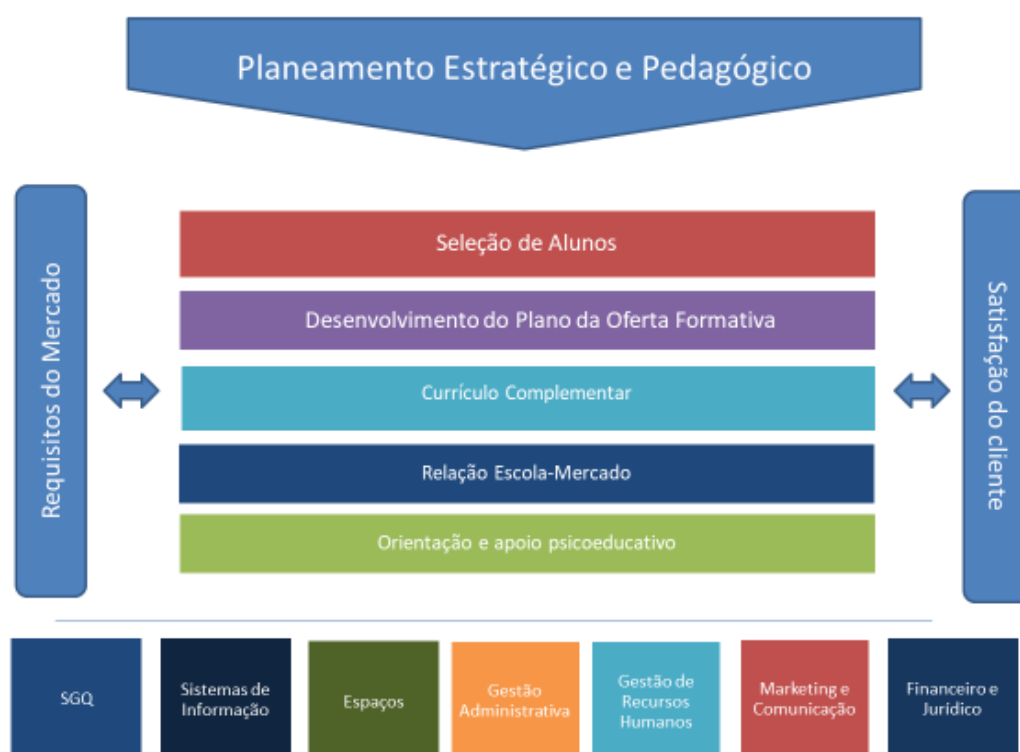 Planeamento Estratégico e Pedagógico
Requisitos do Mercado
Seleção de Alunos
Desenvolvimento do Plano da Oferta Formativa
Currículo Complementar
Relação Escola-Mercado
Orientação e apoio psicoeducativo
Satisfação do cliente
SGQ
Sistemas de
Informação
Espaços
Gestão
Administrativa
Gestão de
Recursos
Humanos
Marketing e
Comunicação
Financeiro e
Jurídico